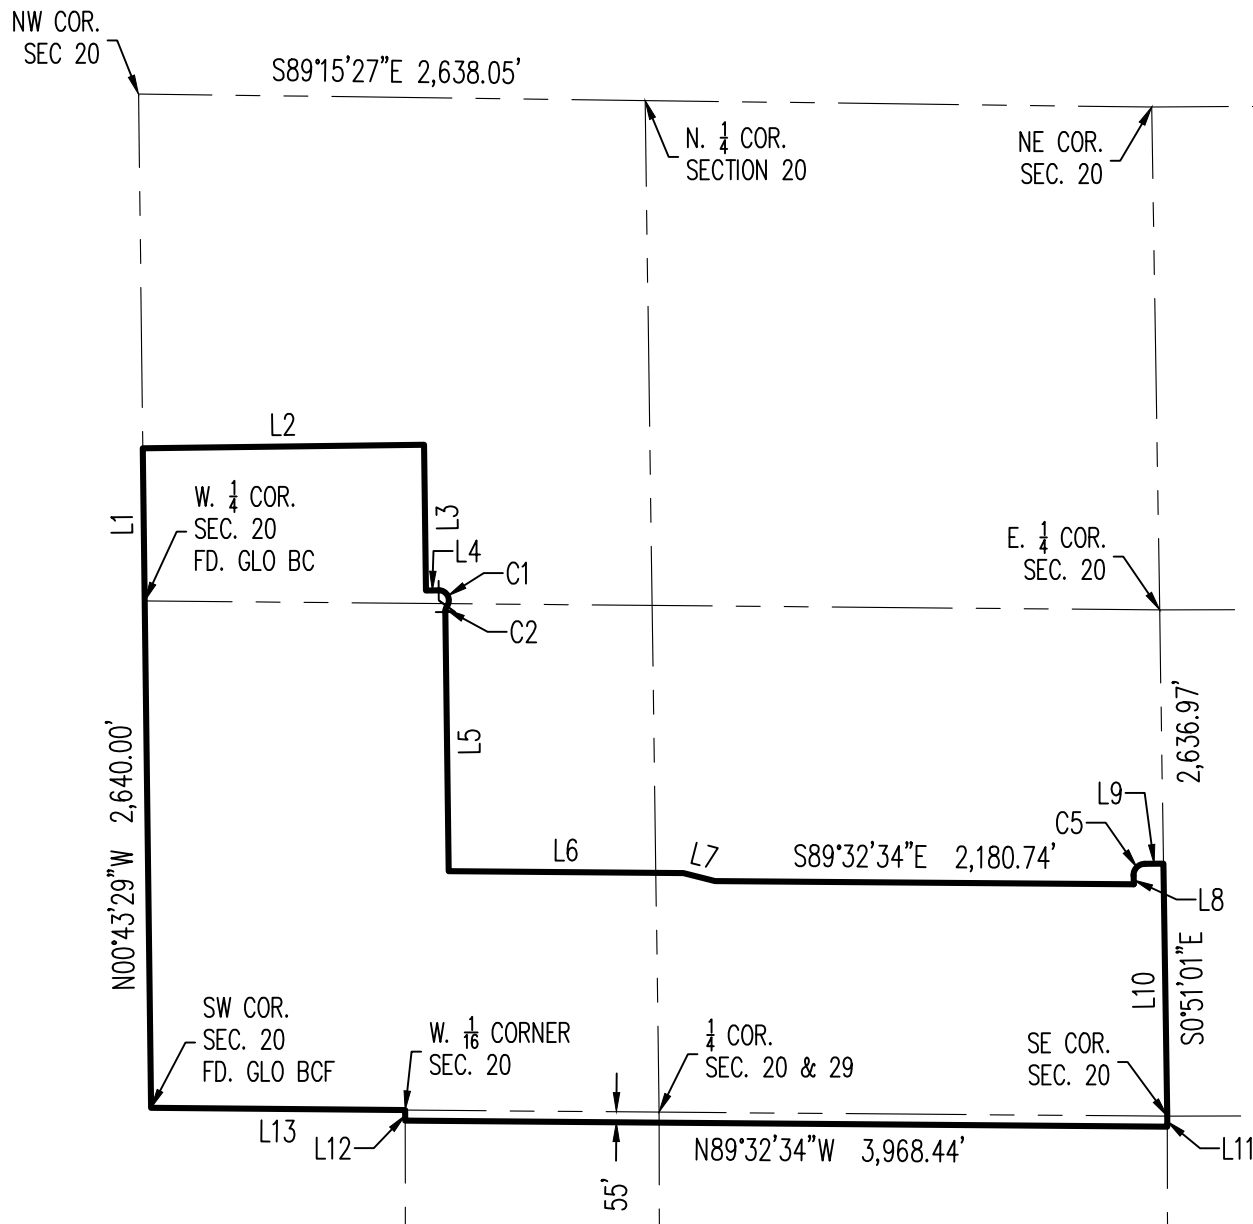 NW COR.
SEC 20
S89°15'27"E 2,638.05'
N. 1/4 COR.
SECTION 20
NE COR.
SEC. 20
L2
W. 1/4 COR.
SEC. 20
FD. GLO BC
L1
L3
L4
C1
C2
E. 1/4 COR.
SEC. 20
L5
2,636.97'
N00°43'29"W 2,640.00'
L9
C5
L6
L7
S89°32'34"E 2,180.74'
L8
L10
S0°51'01"E
SW COR.
SEC. 20
FD. GLO BCF
W. 1/16 CORNER
SEC. 20
1/4 COR.
SEC. 20 & 29
SE COR.
SEC. 20
L13
L12
55'
N89°32'34"W 3,968.44'
L11